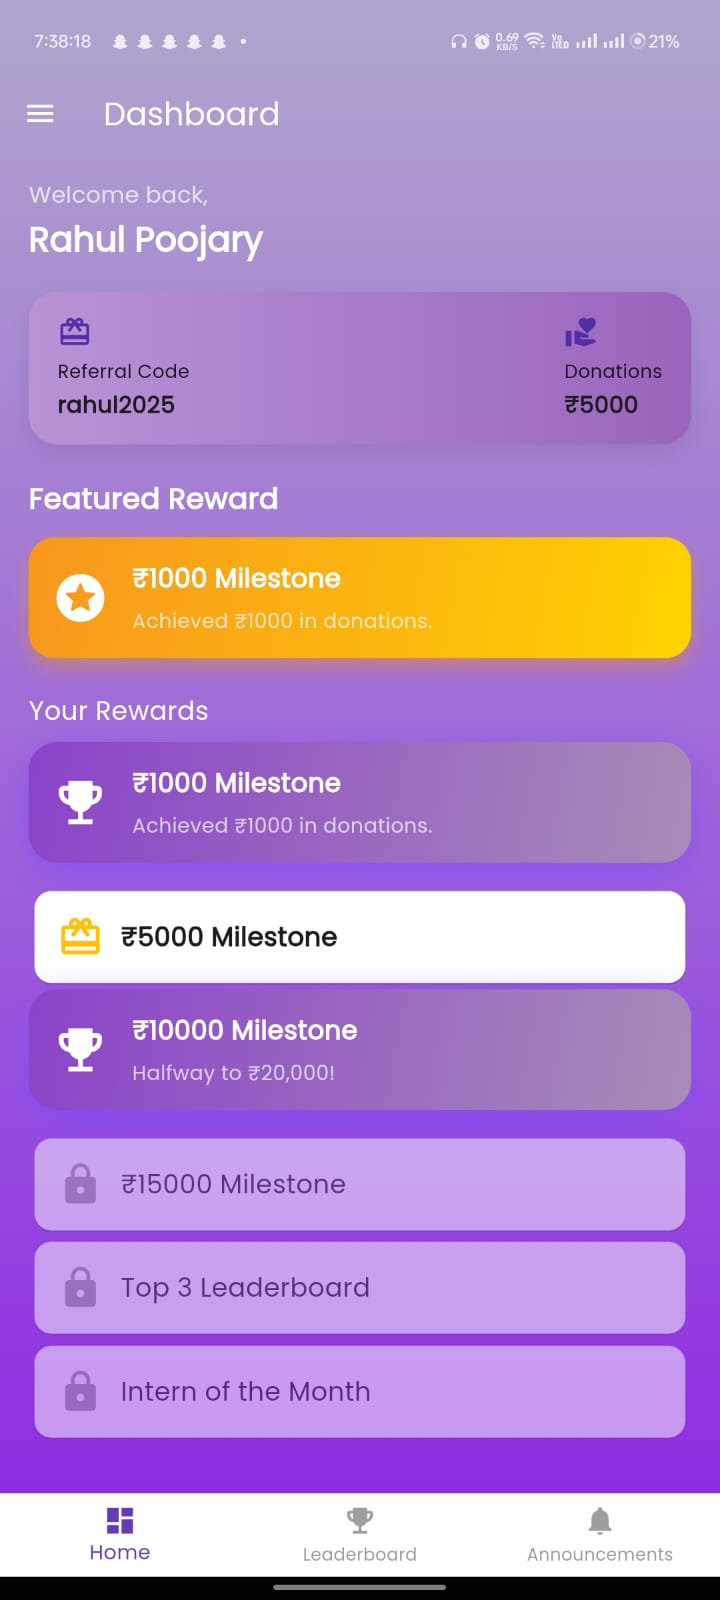 7:38:18
0.69
KB/S
Vo
LTED
21%
Dashboard
Welcome back,
Rahul Poojary
Referral Code
rahul2025
Donations
₹5000
Featured Reward
₹1000 Milestone
Achieved ₹1000 in donations.
Your Rewards
₹1000 Milestone
Achieved ₹1000 in donations.
₹5000 Milestone
₹10000 Milestone
Halfway to ₹20,000!
₹15000 Milestone
Top 3 Leaderboard
Intern of the Month
Home
Leaderboard
Announcements